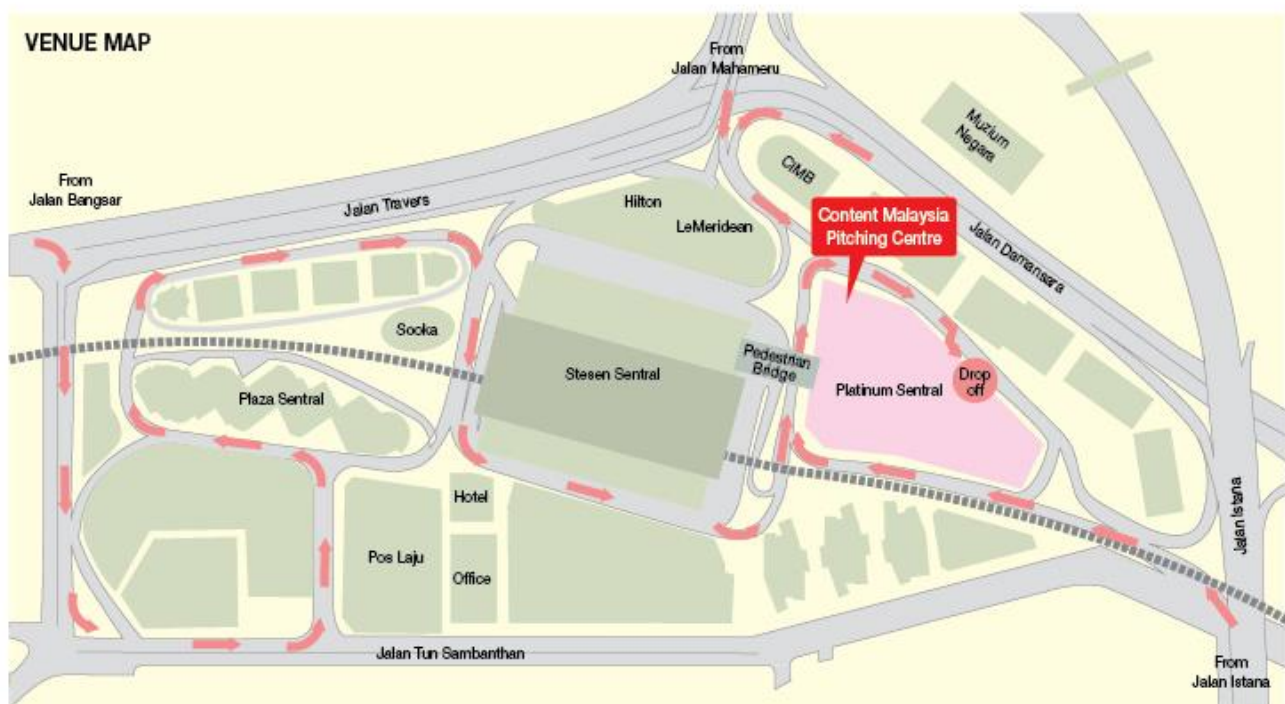 VENUE MAP
From
Jalan Mahameru
Muzium
Negara
CIMB
From
Jalan Bangsar
Jalan Travers
Hilton
LeMeridean
Content Malaysia
Pitching Centre
Jalan Damansara
Sooka
Stesen Sentral
Pedestrian
Bridge
Platinum Sentral
Drop
off
Plaza Sentral
Hotel
Pos Laju
Office
Jalan Istana
Jalan Tun Sambanthan
From
Jalan Istana